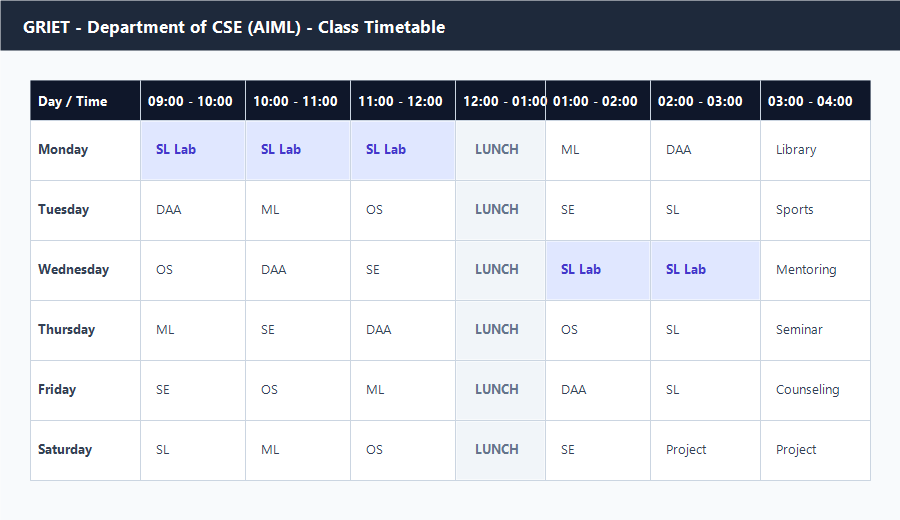 GRIET - Department of CSE (AIML) - Class Timetable
Day / Time 09:00 - 10:00 10:00 - 11:00 11:00 - 12:00 12:00 - 01:00 01:00 - 02:00 02:00 - 03:00 03:00 - 04:00
Monday SL Lab SL Lab SL Lab LUNCH ML DAA Library
Tuesday DAA ML OS LUNCH SE SL Sports
Wednesday OS DAA SE LUNCH SL Lab SL Lab Mentoring
Thursday ML SE DAA LUNCH OS SL Seminar
Friday SE OS ML LUNCH DAA SL Counseling
Saturday SL ML OS LUNCH SE Project Project